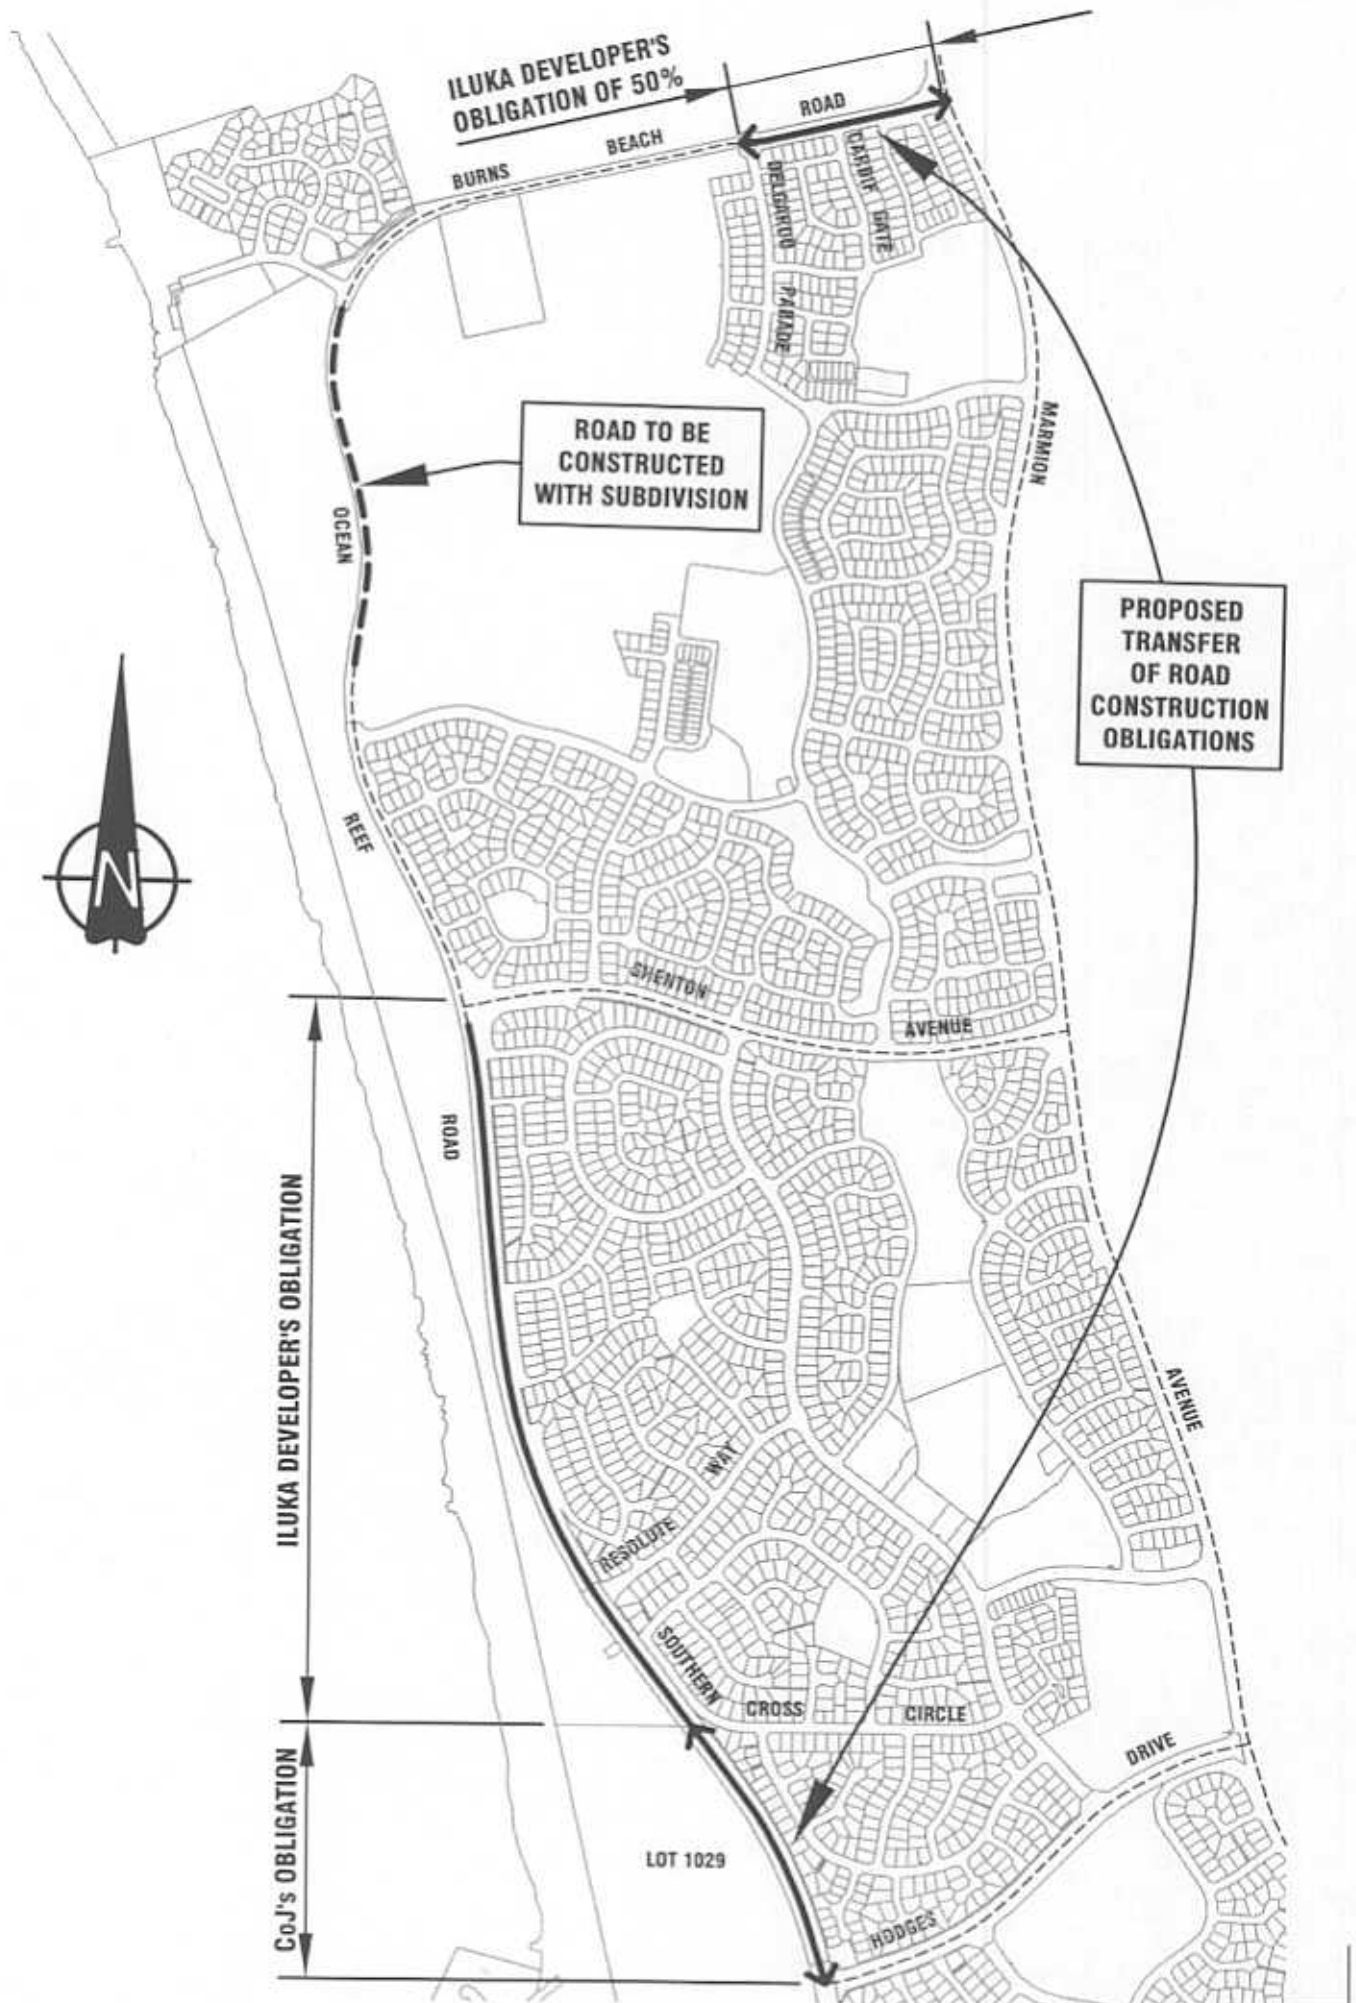 ILUKA DEVELOPER'S
OBLIGATION OF 50%
BURNS
BEACH
ROAD
DELGADO
PARADE
CARDIF
GATE
MARMION
ROAD TO BE
CONSTRUCTED
WITH SUBDIVISION
OCEAN
PROPOSED
TRANSFER
OF ROAD
CONSTRUCTION
OBLIGATIONS
N
REEF
SHENTON
AVENUE
ROAD
ILUKA DEVELOPER'S OBLIGATION
AVENUE
RESOLUTE
WAY
SOUTHERN
CROSS
CIRCLE
DRIVE
CoJ's OBLIGATION
LOT 1029
HODGES